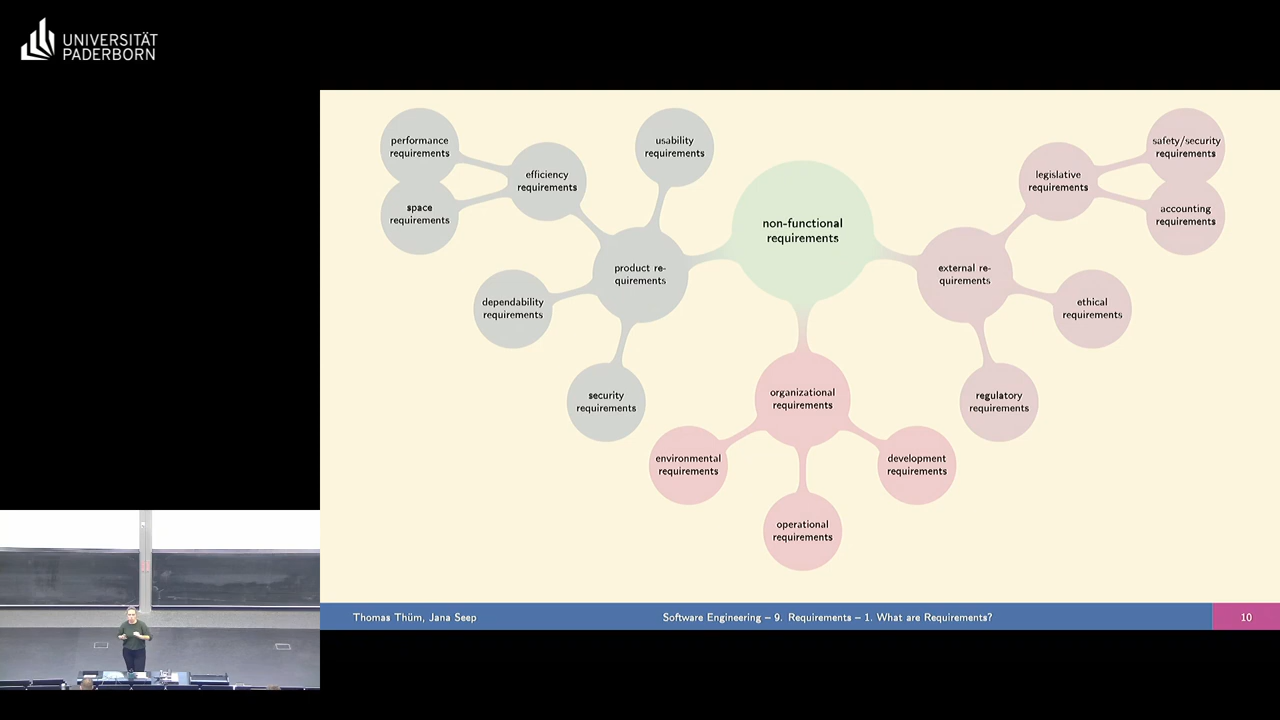 UNIVERSITÄT
PADERBORN
performance
requirements
space
requirements
efficiency
requirements
usability
requirements
product re-
quirements
dependability
requirements
security
requirements
non-functional
requirements
organizational
requirements
environmental
requirements
operational
requirements
development
requirements
external re-
quirements
legislative
requirements
safety/security
requirements
accounting
requirements
ethical
requirements
regulatory
requirements
Thomas Thüm, Jana Seep
Software Engineering – 9. Requirements – 1. What are Requirements?
10